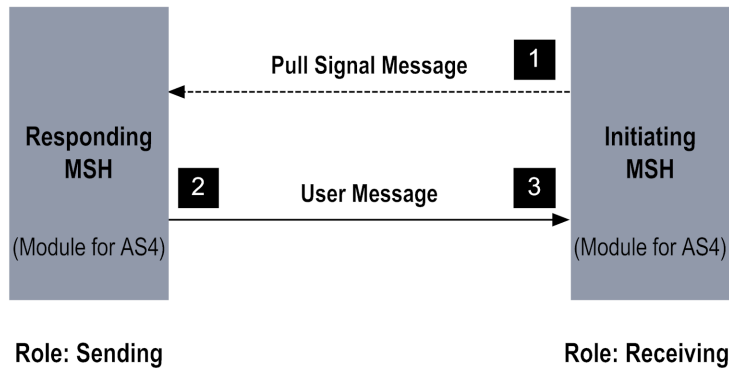 Pull Signal Message
1
Responding
MSH
(Module for AS4)
Initiating
MSH
(Module for AS4)
2
User Message
3
Role: Sending
Role: Receiving